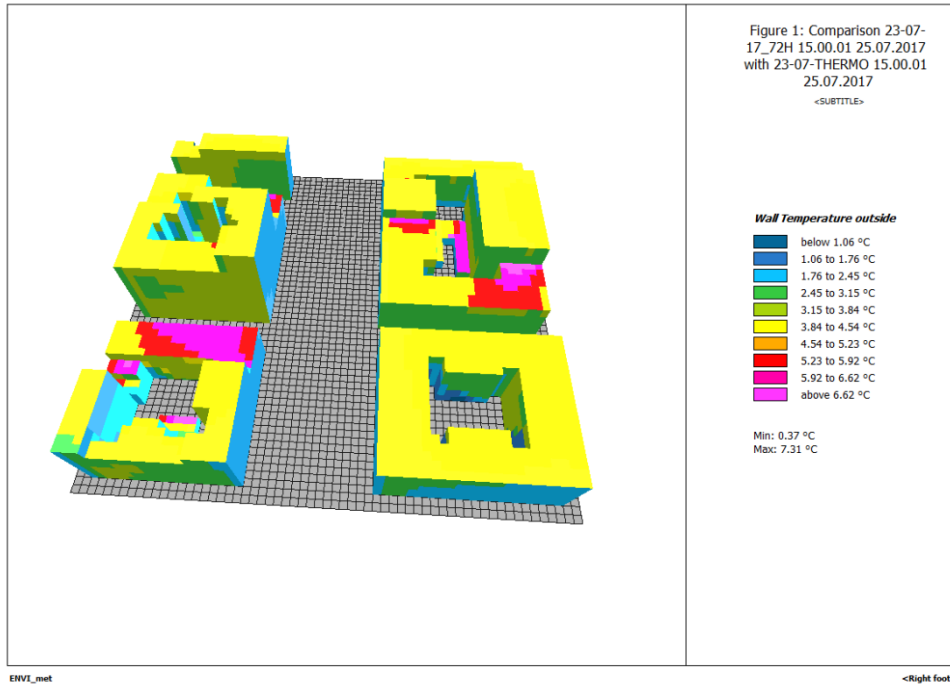 Figure 1: Comparison 23-07-
17_72H 15.00.01 25.07.2017
with 23-07-THERMO 15.00.01
25.07.2017
<SUBTITLE>
Wall Temperature outside
below 1.06 °C
1.06 to 1.76 °C
1.76 to 2.45 °C
2.45 to 3.15 °C
3.15 to 3.84 °C
3.84 to 4.54 °C
4.54 to 5.23 °C
5.23 to 5.92 °C
5.92 to 6.62 °C
above 6.62 °C
Min: 0.37 °C
Max: 7.31 °C
ENVI_met
<Right foot